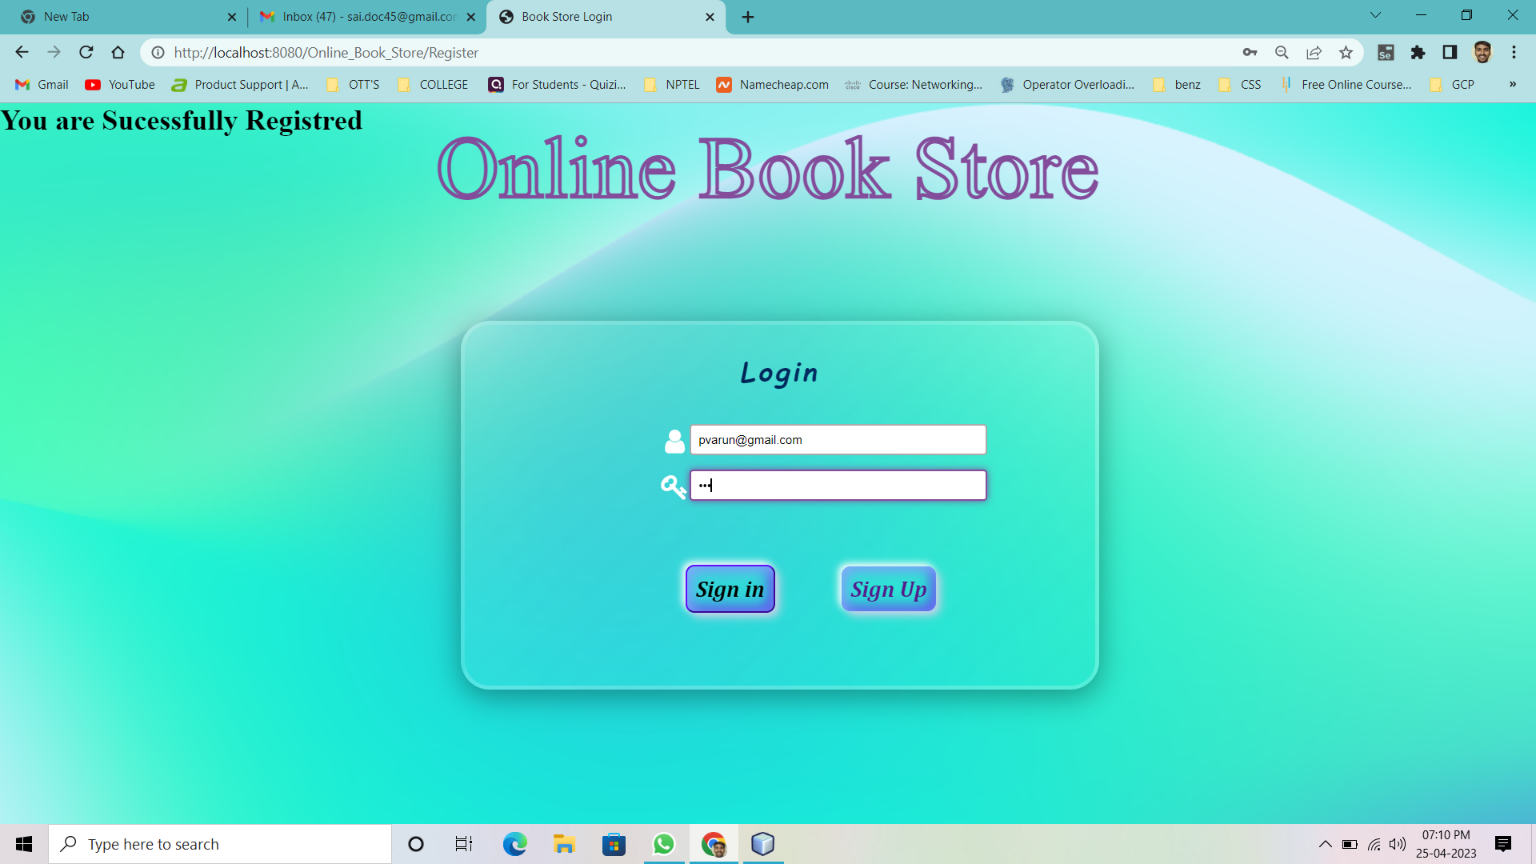 New Tab
Inbox (47) - sai.doc45@gmail.co
Book Store Login
http://localhost:8080/Online_Book_Store/Register
Se
Gmail
YouTube
Product Support | A...
OTT'S
COLLEGE
For Students - Quizi...
NPTEL
Namecheap.com
Course: Networking...
Operator Overloadi...
benz
CSS
Free Online Course...
GCP
»
You are Sucessfully Registred
Online Book Store
Login
pvarun@gmail.com
•••
Sign in
Sign Up
Type here to search
07:10 PM
25-04-2023